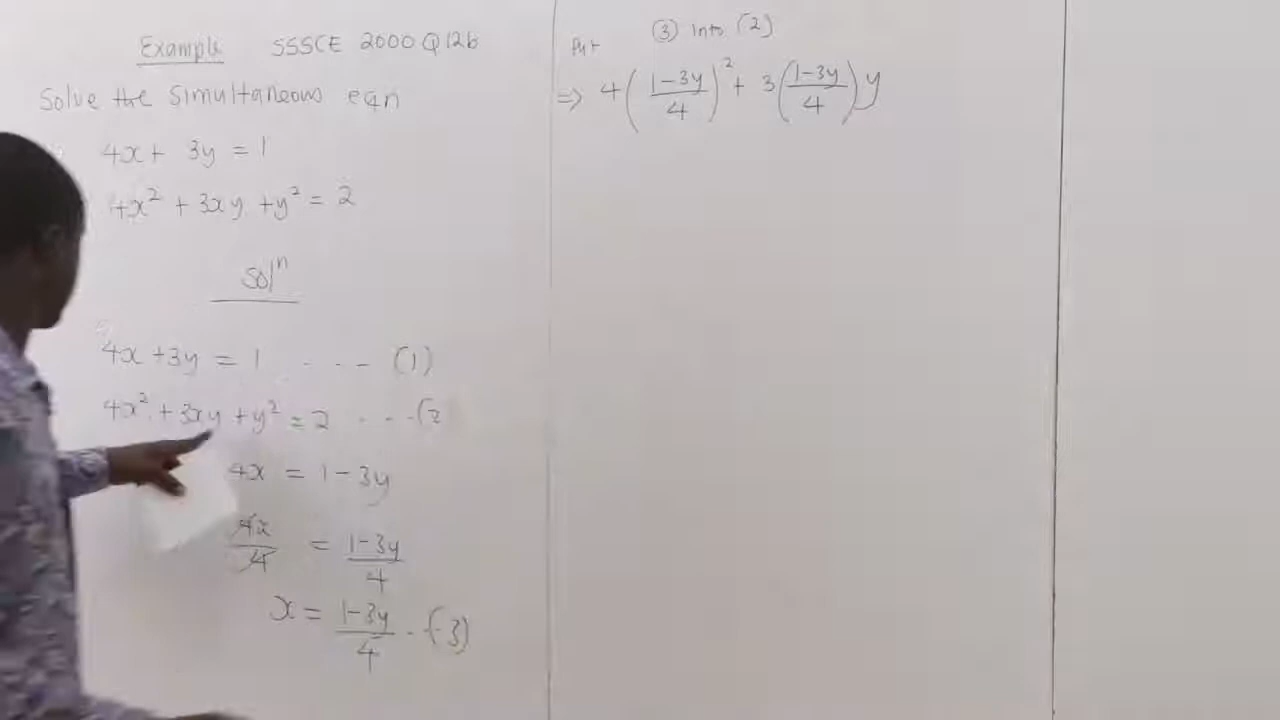 Example SSSCE 2000 Q12b
Solve the Simultaneous eqn
4x + 3y = 1
4x² + 3xy + y² = 2
Solⁿ
4x + 3y = 1 - - - (1)
4x² + 3xy + y² = 2 - - - (2
4x = 1 - 3y
4x/4 = (1-3y)/4
x = (1-3y)/4 - - (3)
Put ③ into (2)
⇒ 4((1-3y)/4)² + 3((1-3y)/4)y